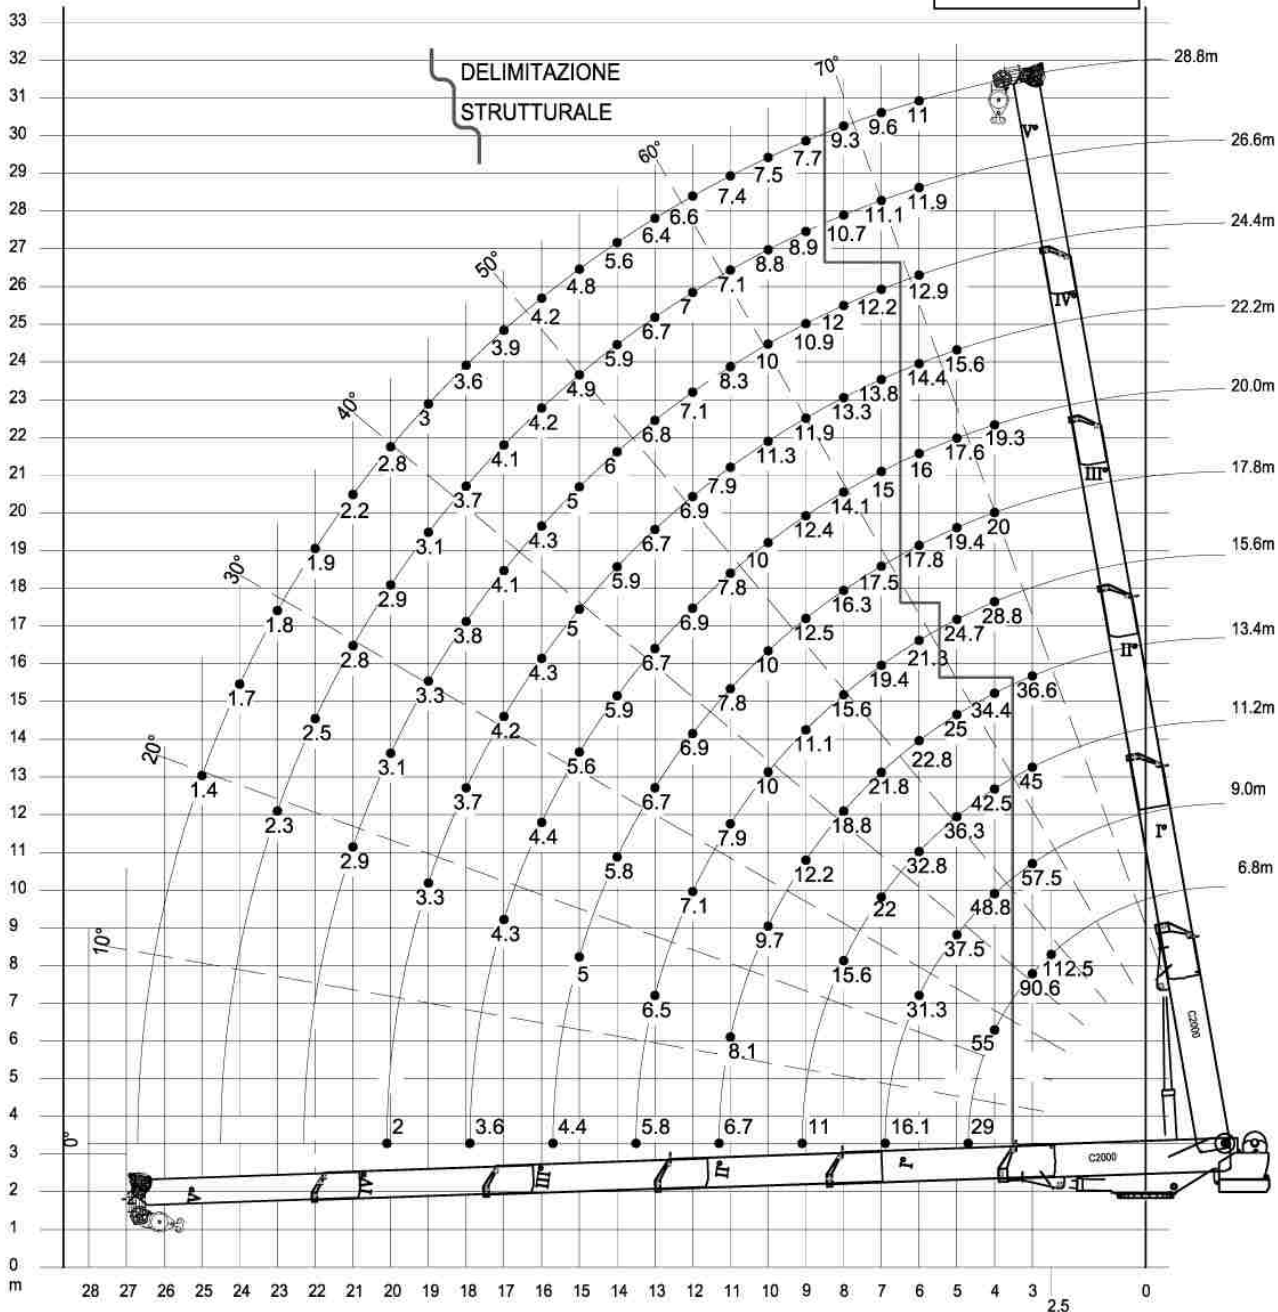 33
32
31
30
29
28
27
26
25
24
23
22
21
20
19
18
17
16
15
14
13
12
11
10
9
8
7
6
5
4
3
2
1
0
m
DELIMITAZIONE
STRUTTURALE
70°
60°
50°
40°
30°
20°
10°
0°
28.8m
26.6m
24.4m
22.2m
20.0m
17.8m
15.6m
13.4m
11.2m
9.0m
6.8m
1.4 1.7 1.8 1.9 2.2 2.8 3 3.6 3.9 4.2 4.8 5.6 6.4 6.6 7.4 7.5 7.7 9.3 9.6 11
2.3 2.5 2.8 2.9 3.1 3.7 4.1 4.2 4.9 5.9 6.7 7 7.1 8.8 8.9 10.7 11.1 11.9
2.9 3.1 3.3 3.8 4.1 4.3 5 6 6.8 7.1 8.3 10 10.9 12 12.2 12.9
3.3 3.7 4.2 4.3 5 5.9 6.7 6.9 7.9 11.3 11.9 13.3 13.8 14.4 15.6
2 4.3 4.4 5.6 5.9 6.7 6.9 7.8 10 12.4 14.1 15 16 17.6 19.3
3.6 5 5.8 6.7 6.9 7.8 10 12.5 16.3 17.5 17.8 19.4 20
4.4 6.5 7.1 7.9 10 11.1 15.6 19.4 21.3 24.7 28.8
5.8 8.1 9.7 12.2 18.8 21.8 22.8 25 34.4 36.6
6.7 15.6 22 32.8 36.3 42.5 45
11 31.3 37.5 48.8 57.5
16.1 55 90.6 112.5
29
V°
IV°
III°
II°
I°
C2000
V°
IV°
III°
II°
I°
C2000
28 27 26 25 24 23 22 21 20 19 18 17 16 15 14 13 12 11 10 9 8 7 6 5 4 3 0
2.5